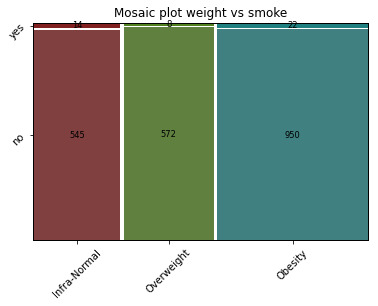 Mosaic plot weight vs smoke
yes
14
8
22
no
545
572
950
Infra-Normal
Overweight
Obesity